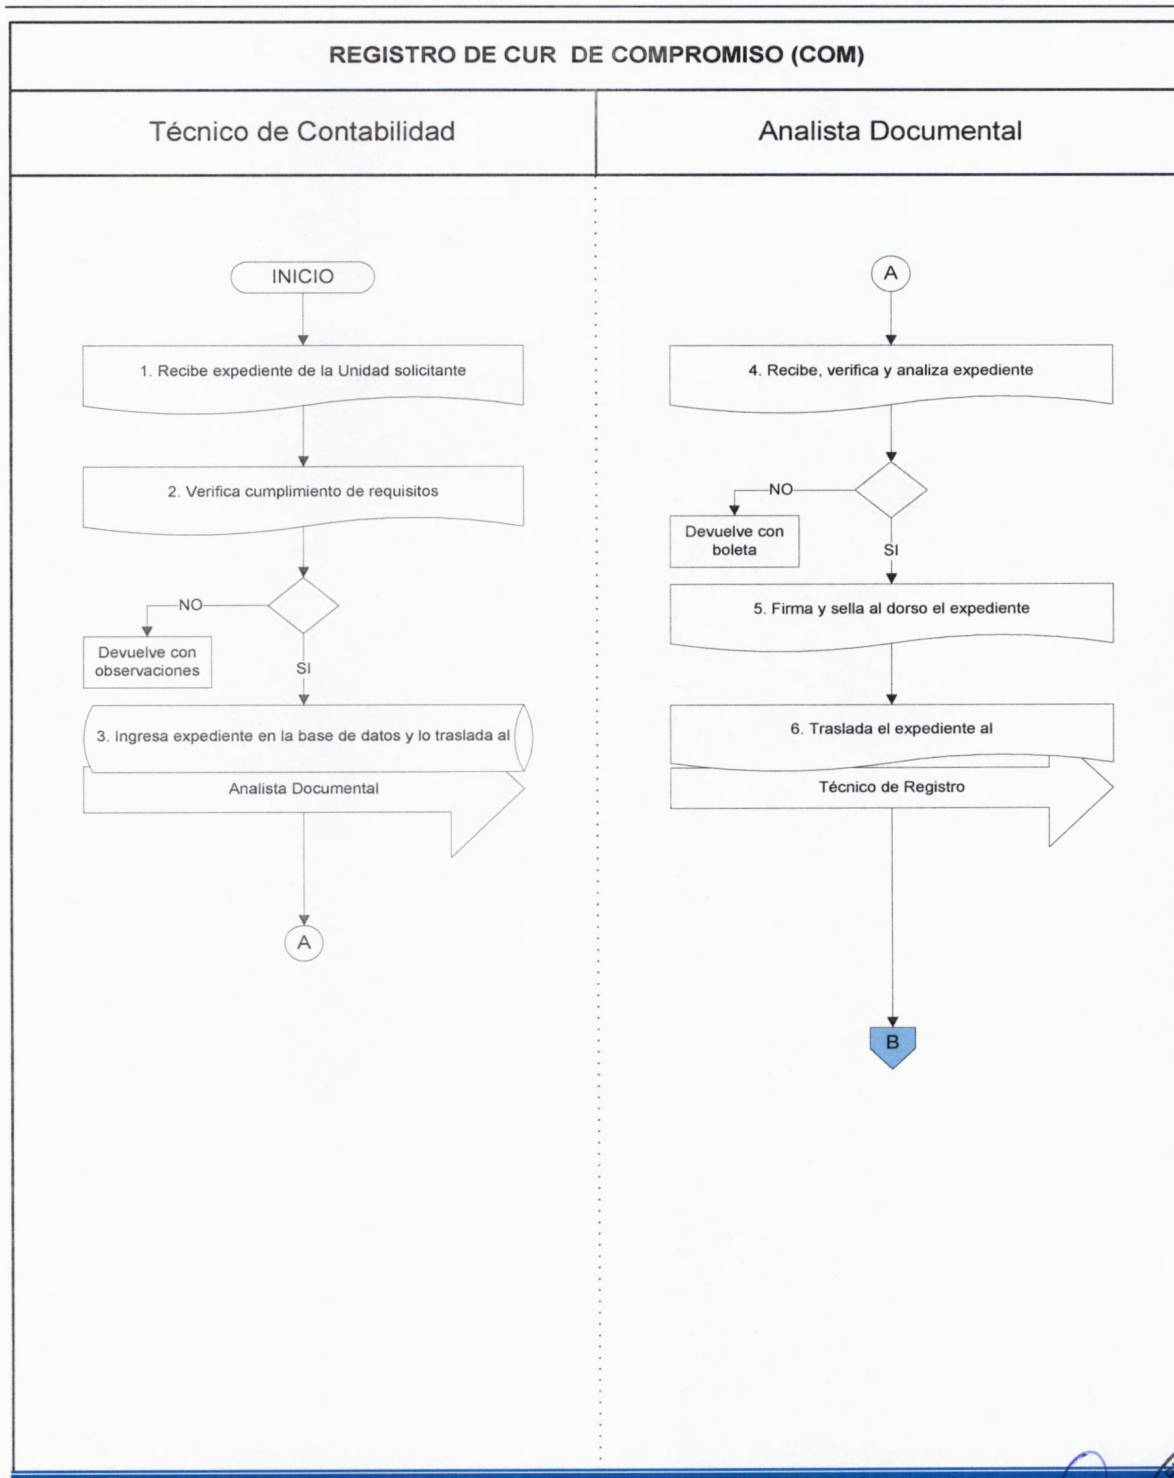 REGISTRO DE CUR DE COMPROMISO (COM)
Técnico de Contabilidad
Analista Documental
INICIO
1. Recibe expediente de la Unidad solicitante
2. Verifica cumplimiento de requisitos
NO
Devuelve con
observaciones
SI
3. Ingresa expediente en la base de datos y lo traslada al
Analista Documental
A
A
4. Recibe, verifica y analiza expediente
NO
Devuelve con
boleta
SI
5. Firma y sella al dorso el expediente
6. Traslada el expediente al
Técnico de Registro
B